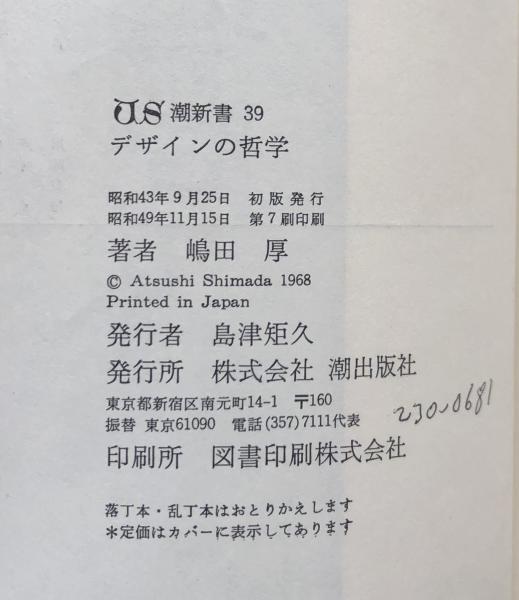 US 潮新書 39
デザインの哲学
昭和43年9月25日 初版発行
昭和49年11月15日 第7刷印刷
著者 嶋田 厚
© Atsushi Shimada 1968
Printed in Japan
発行者 島津矩久
発行所 株式会社 潮出版社
東京都新宿区南元町14-1 〒160
振替 東京61090 電話(357)7111代表
230-0681
印刷所 図書印刷株式会社
落丁本・乱丁本はおとりかえします
*定価はカバーに表示してあります